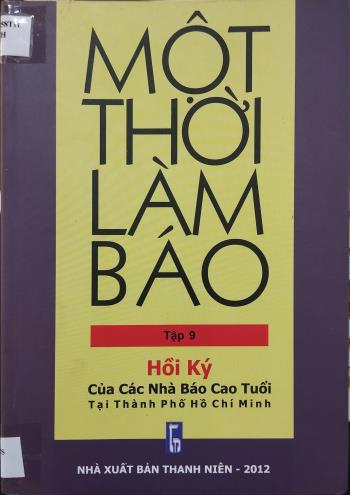 MỘT
THỜI
LÀM
BÁO
Tập 9
Hồi Ký
Của Các Nhà Báo Cao Tuổi
Tại Thành Phố Hồ Chí Minh
NHÀ XUẤT BẢN THANH NIÊN - 2012